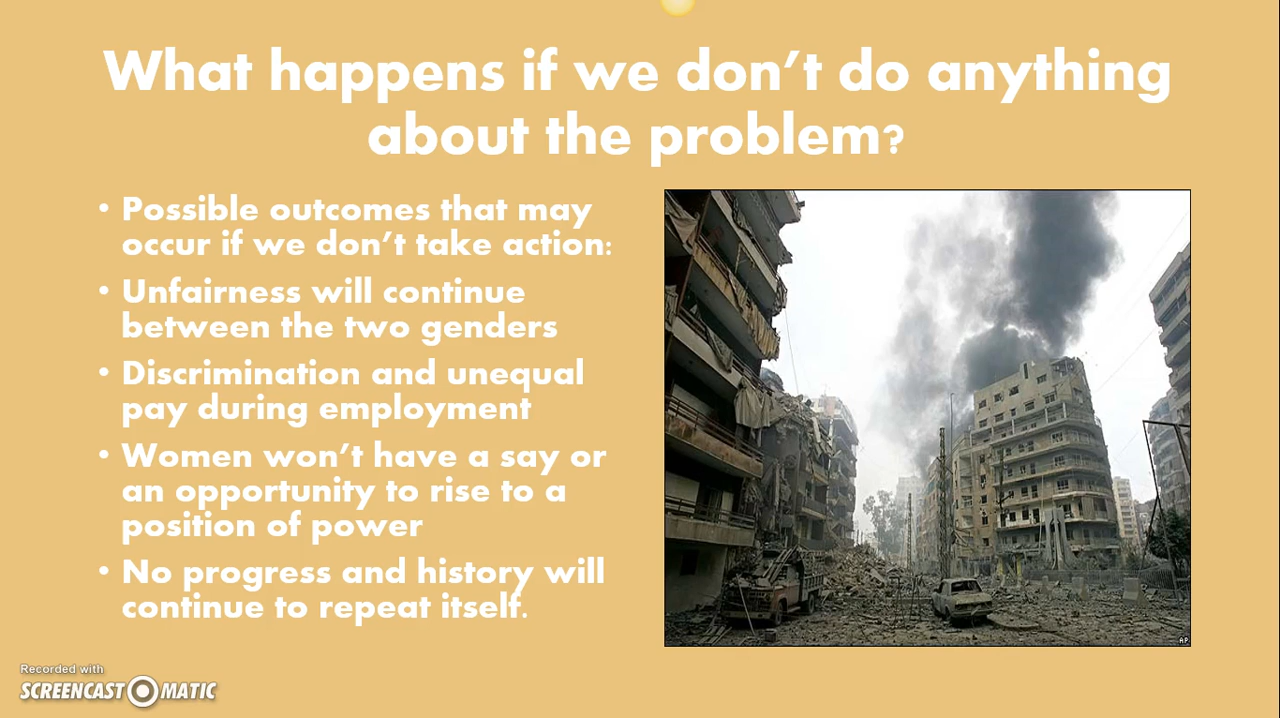 What happens if we don't do anything
about the problem?
• Possible outcomes that may
occur if we don't take action:
• Unfairness will continue
between the two genders
• Discrimination and unequal
pay during employment
• Women won't have a say or
an opportunity to rise to a
position of power
• No progress and history will
continue to repeat itself.
AP
Recorded with
SCREENCAST MATIC